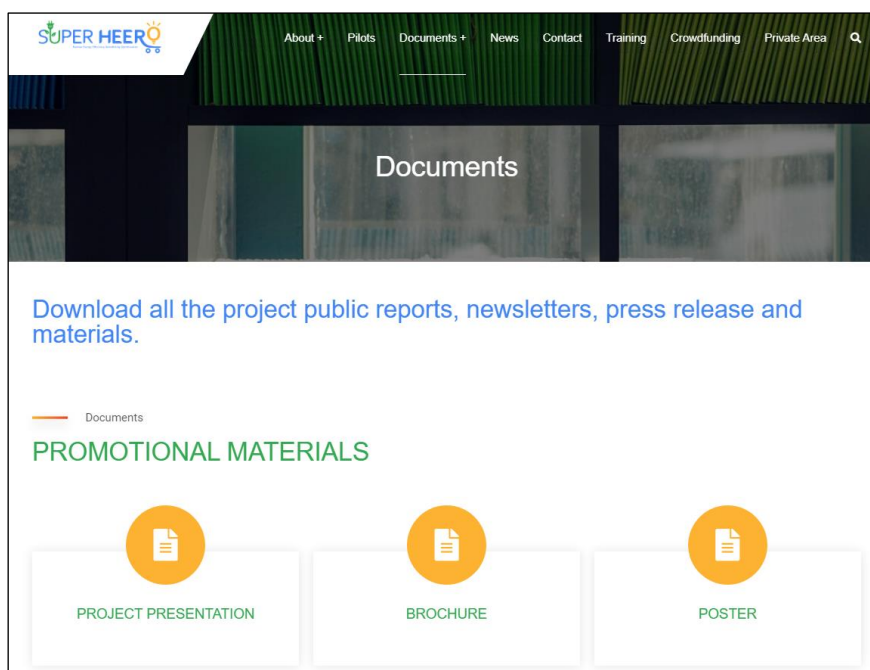 SUPER HEERO
About + Pilots Documents + News Contact Training Crowdfunding Private Area
Documents
Download all the project public reports, newsletters, press release and
materials.
Documents
PROMOTIONAL MATERIALS
PROJECT PRESENTATION BROCHURE POSTER